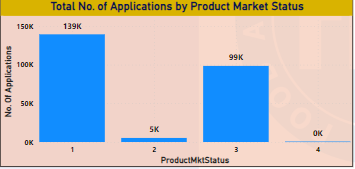 Total No. of Applications by Product Market Status
No. Of Applications
150K
100K
50K
0K
139K
5K
99K
0K
1
2
3
4
ProductMktStatus